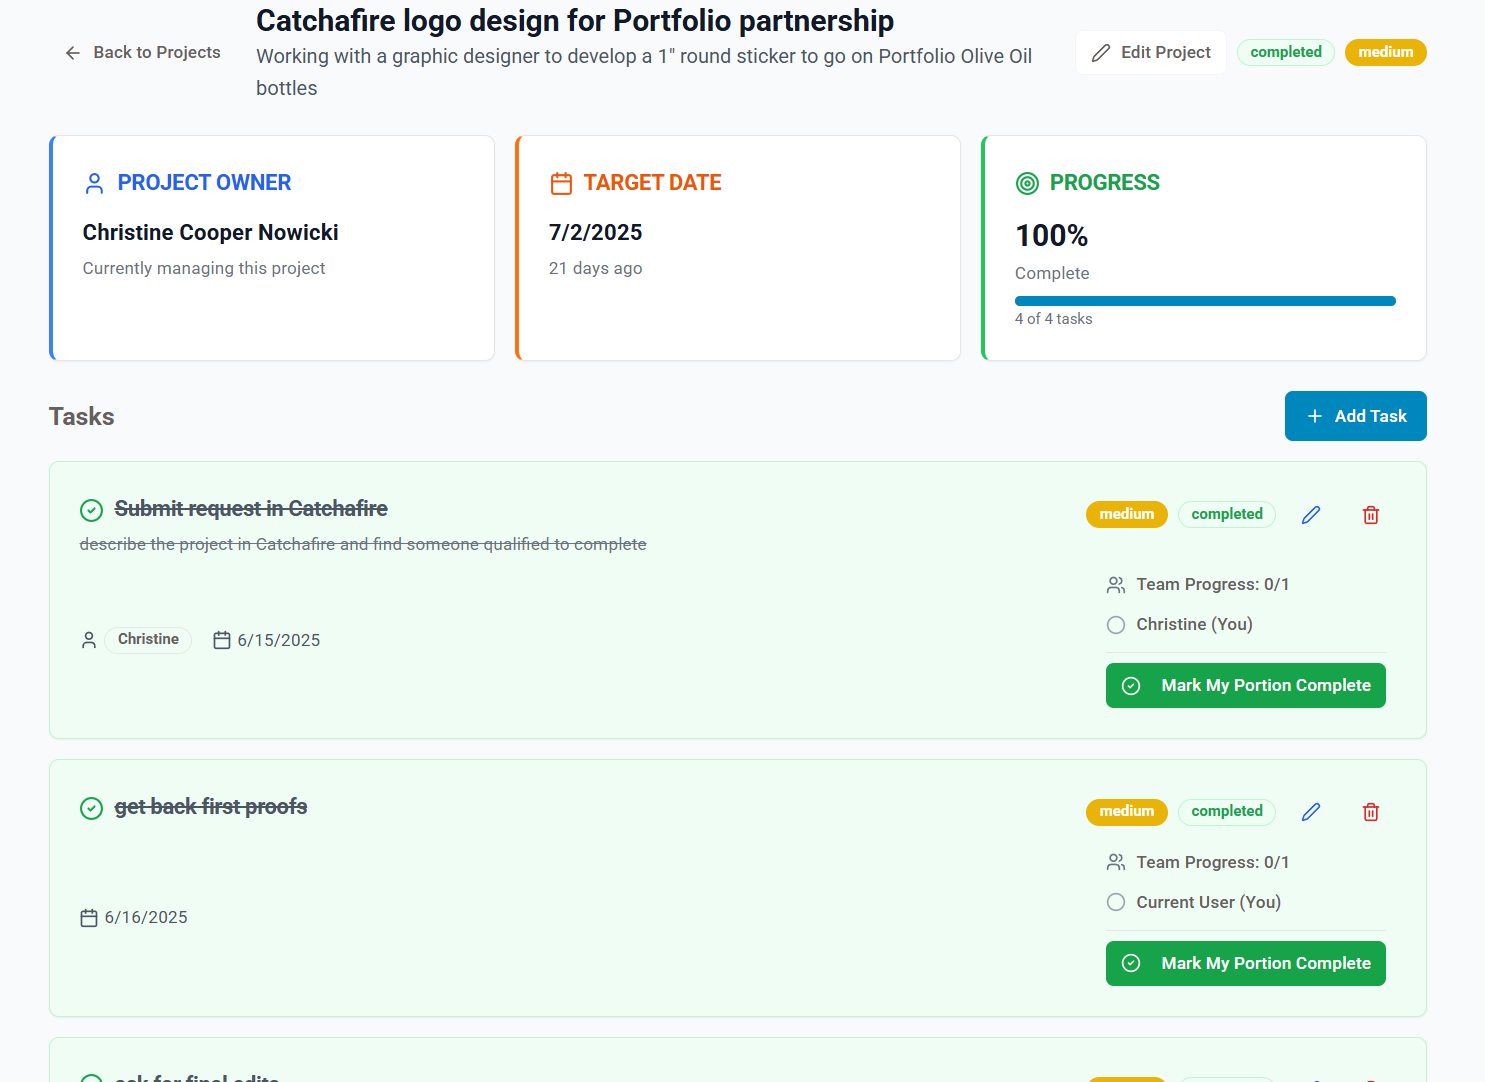 Catchafire logo design for Portfolio partnership
Back to Projects
Working with a graphic designer to develop a 1" round sticker to go on Portfolio Olive Oil
bottles
Edit Project
completed
medium
PROJECT OWNER
Christine Cooper Nowicki
Currently managing this project
TARGET DATE
7/2/2025
21 days ago
PROGRESS
100%
Complete
4 of 4 tasks
Tasks
Add Task
Submit request in Catchafire
medium
completed
describe the project in Catchafire and find someone qualified to complete
Team Progress: 0/1
Christine (You)
Christine
6/15/2025
Mark My Portion Complete
get back first proofs
medium
completed
Team Progress: 0/1
Current User (You)
6/16/2025
Mark My Portion Complete
ask for final edits